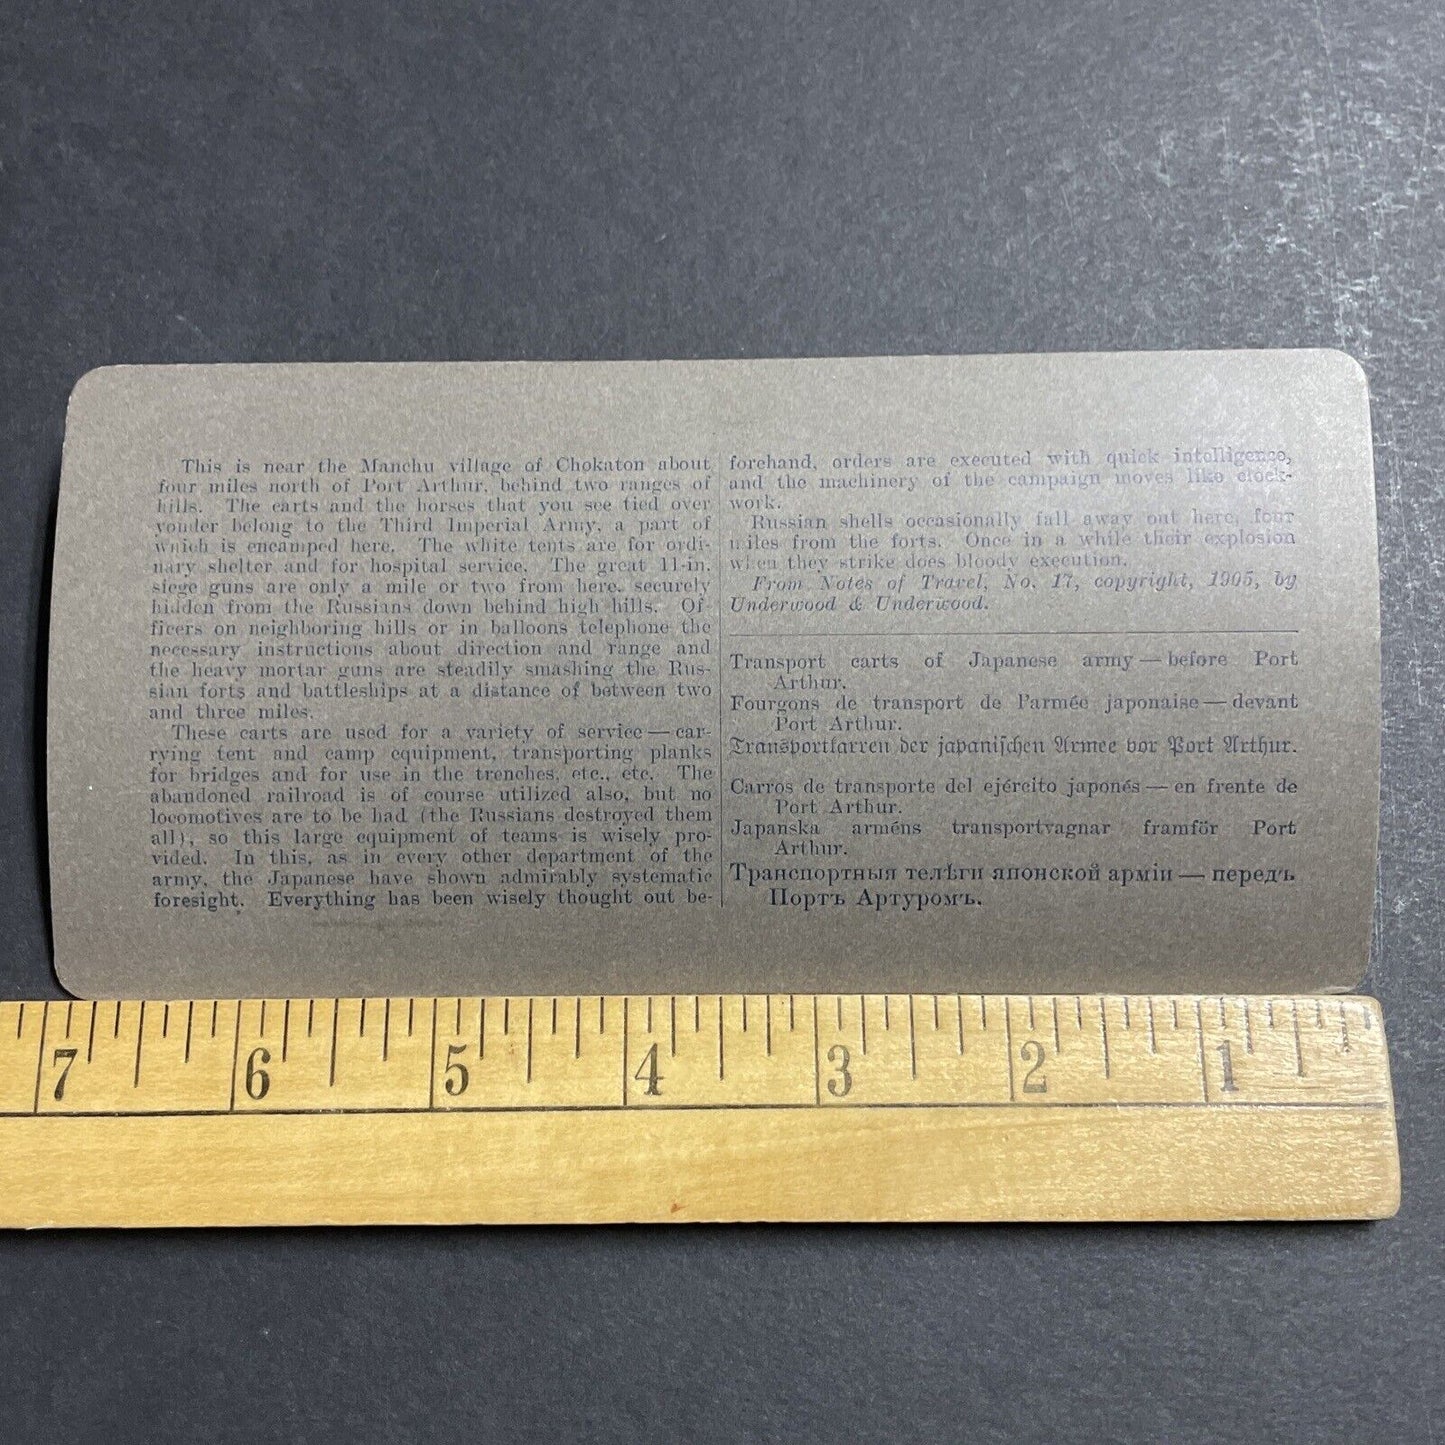 This is near the Manchu village of Chokaton about
four miles north of Port Arthur, behind two ranges of
hills. The carts and the horses that you see tied over
yonder belong to the Third Imperial Army, a part of
which is encamped here. The white tents are for ordi-
nary shelter and for hospital service. The great 11-in.
siege guns are only a mile or two from here, securely
hidden from the Russians down behind high hills. Of-
ficers on neighboring hills or in balloons telephone the
necessary instructions about direction and range and
the heavy mortar guns are steadily smashing the Rus-
sian forts and battleships at a distance of between two
and three miles.
These carts are used for a variety of service — car-
rying tent and camp equipment, transporting planks
for bridges and for use in the trenches, etc., etc. The
abandoned railroad is of course utilized also, but no
locomotives are to be had (the Russians destroyed them
all), so this large equipment of teams is wisely pro-
vided. In this, as in every other department of the
army, the Japanese have shown admirably systematic
foresight. Everything has been wisely thought out be-
forehand, orders are executed with quick intelligence,
and the machinery of the campaign moves like clock-
work.
Russian shells occasionally fall away out here, four
miles from the forts. Once in a while their explosion
when they strike does bloody execution.
From Notes of Travel, No. 17, copyright, 1905, by
Underwood & Underwood.
Transport carts of Japanese army — before Port
Arthur.
Fourgons de transport de l'armée japonaise — devant
Port Arthur.
Transportkarren der japanischen Armee vor Port Arthur.
Carros de transporte del ejército japonés — en frente de
Port Arthur.
Japanska arméns transportvagnar framför Port
Arthur.
Транспортныя телѣги японской арміи — передъ
Портъ Артуромъ.
7 6 5 4 3 2 1